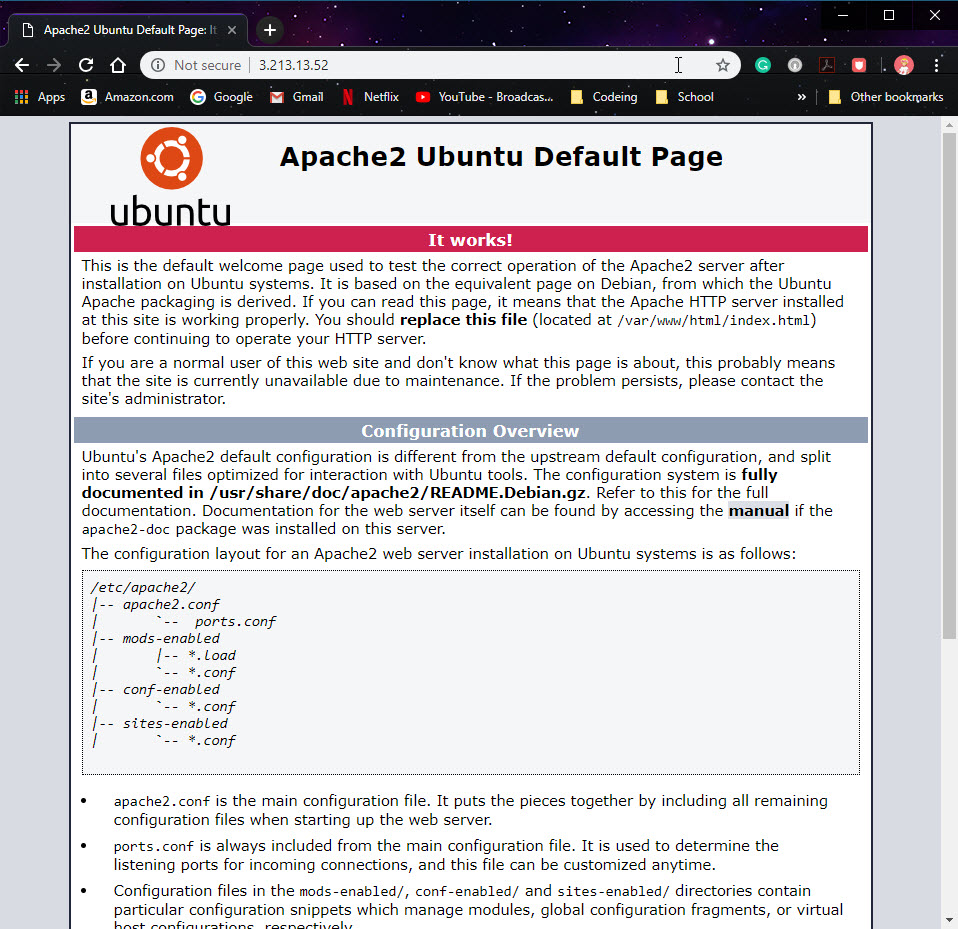 Apache2 Ubuntu Default Page: It
Not secure | 3.213.13.52
Apps Amazon.com Google Gmail Netflix YouTube - Broadcas... Codeing School » Other bookmarks
Apache2 Ubuntu Default Page
ubuntu
It works!
This is the default welcome page used to test the correct operation of the Apache2 server after
installation on Ubuntu systems. It is based on the equivalent page on Debian, from which the Ubuntu
Apache packaging is derived. If you can read this page, it means that the Apache HTTP server installed
at this site is working properly. You should replace this file (located at /var/www/html/index.html)
before continuing to operate your HTTP server.
If you are a normal user of this web site and don't know what this page is about, this probably means
that the site is currently unavailable due to maintenance. If the problem persists, please contact the
site's administrator.
Configuration Overview
Ubuntu's Apache2 default configuration is different from the upstream default configuration, and split
into several files optimized for interaction with Ubuntu tools. The configuration system is fully
documented in /usr/share/doc/apache2/README.Debian.gz. Refer to this for the full
documentation. Documentation for the web server itself can be found by accessing the manual if the
apache2-doc package was installed on this server.
The configuration layout for an Apache2 web server installation on Ubuntu systems is as follows:
/etc/apache2/
|-- apache2.conf
|       `--  ports.conf
|-- mods-enabled
|       |-- *.load
|       `-- *.conf
|-- conf-enabled
|       `-- *.conf
|-- sites-enabled
|       `-- *.conf
• apache2.conf is the main configuration file. It puts the pieces together by including all remaining
configuration files when starting up the web server.
• ports.conf is always included from the main configuration file. It is used to determine the
listening ports for incoming connections, and this file can be customized anytime.
• Configuration files in the mods-enabled/, conf-enabled/ and sites-enabled/ directories contain
particular configuration snippets which manage modules, global configuration fragments, or virtual
host configurations, respectively.